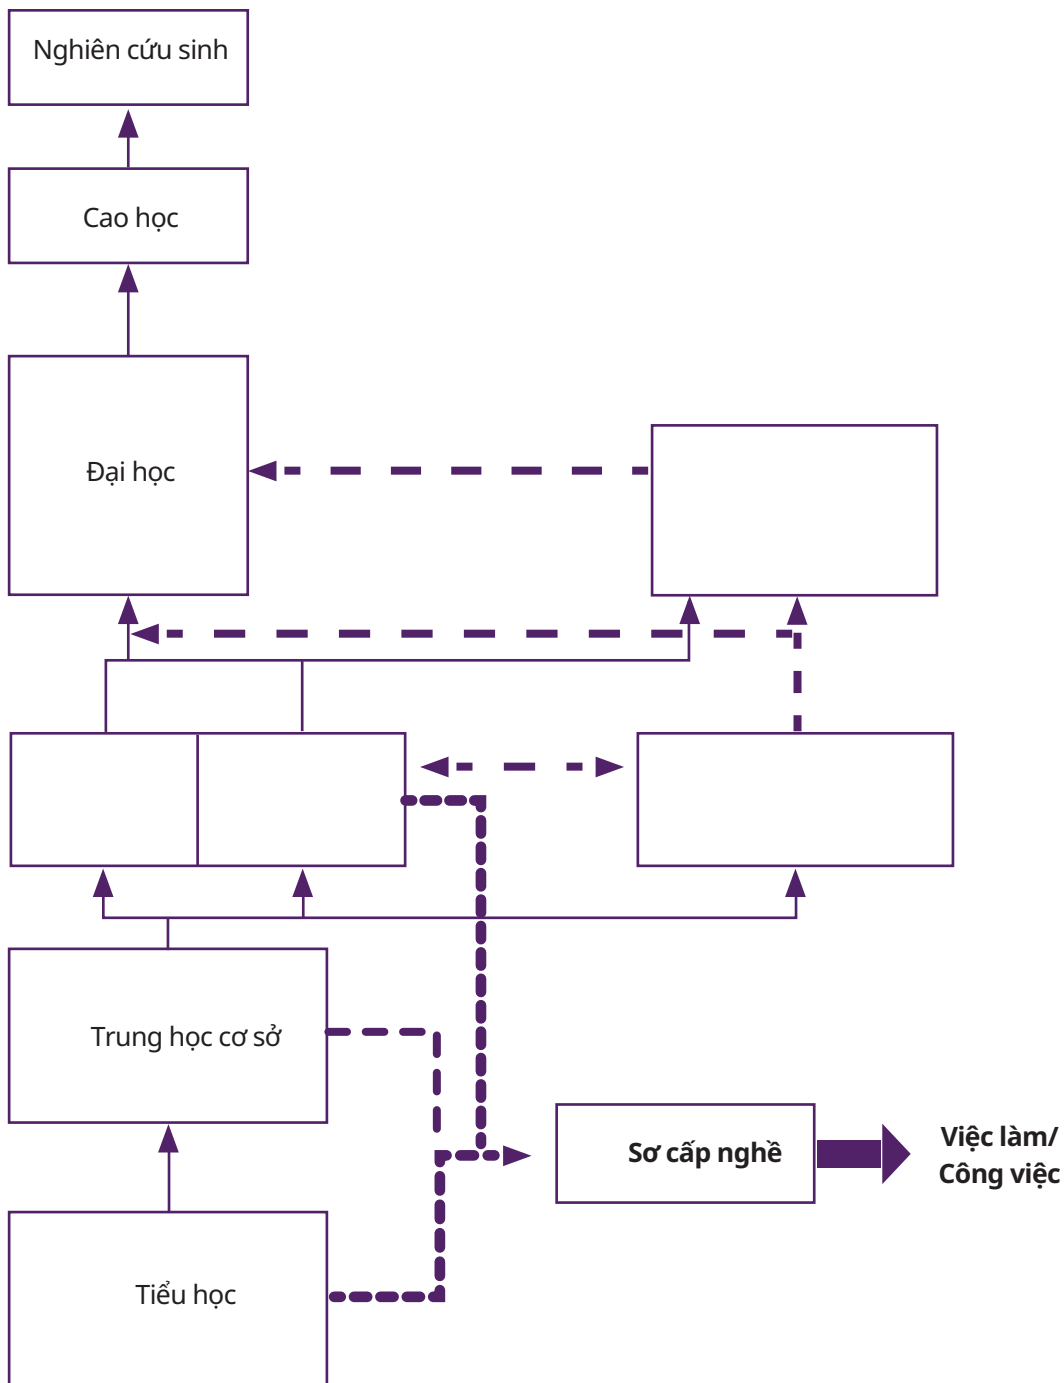 Nghiên cứu sinh
Cao học
Đại học
Trung học cơ sở
Sơ cấp nghề
Việc làm/
Công việc
Tiểu học